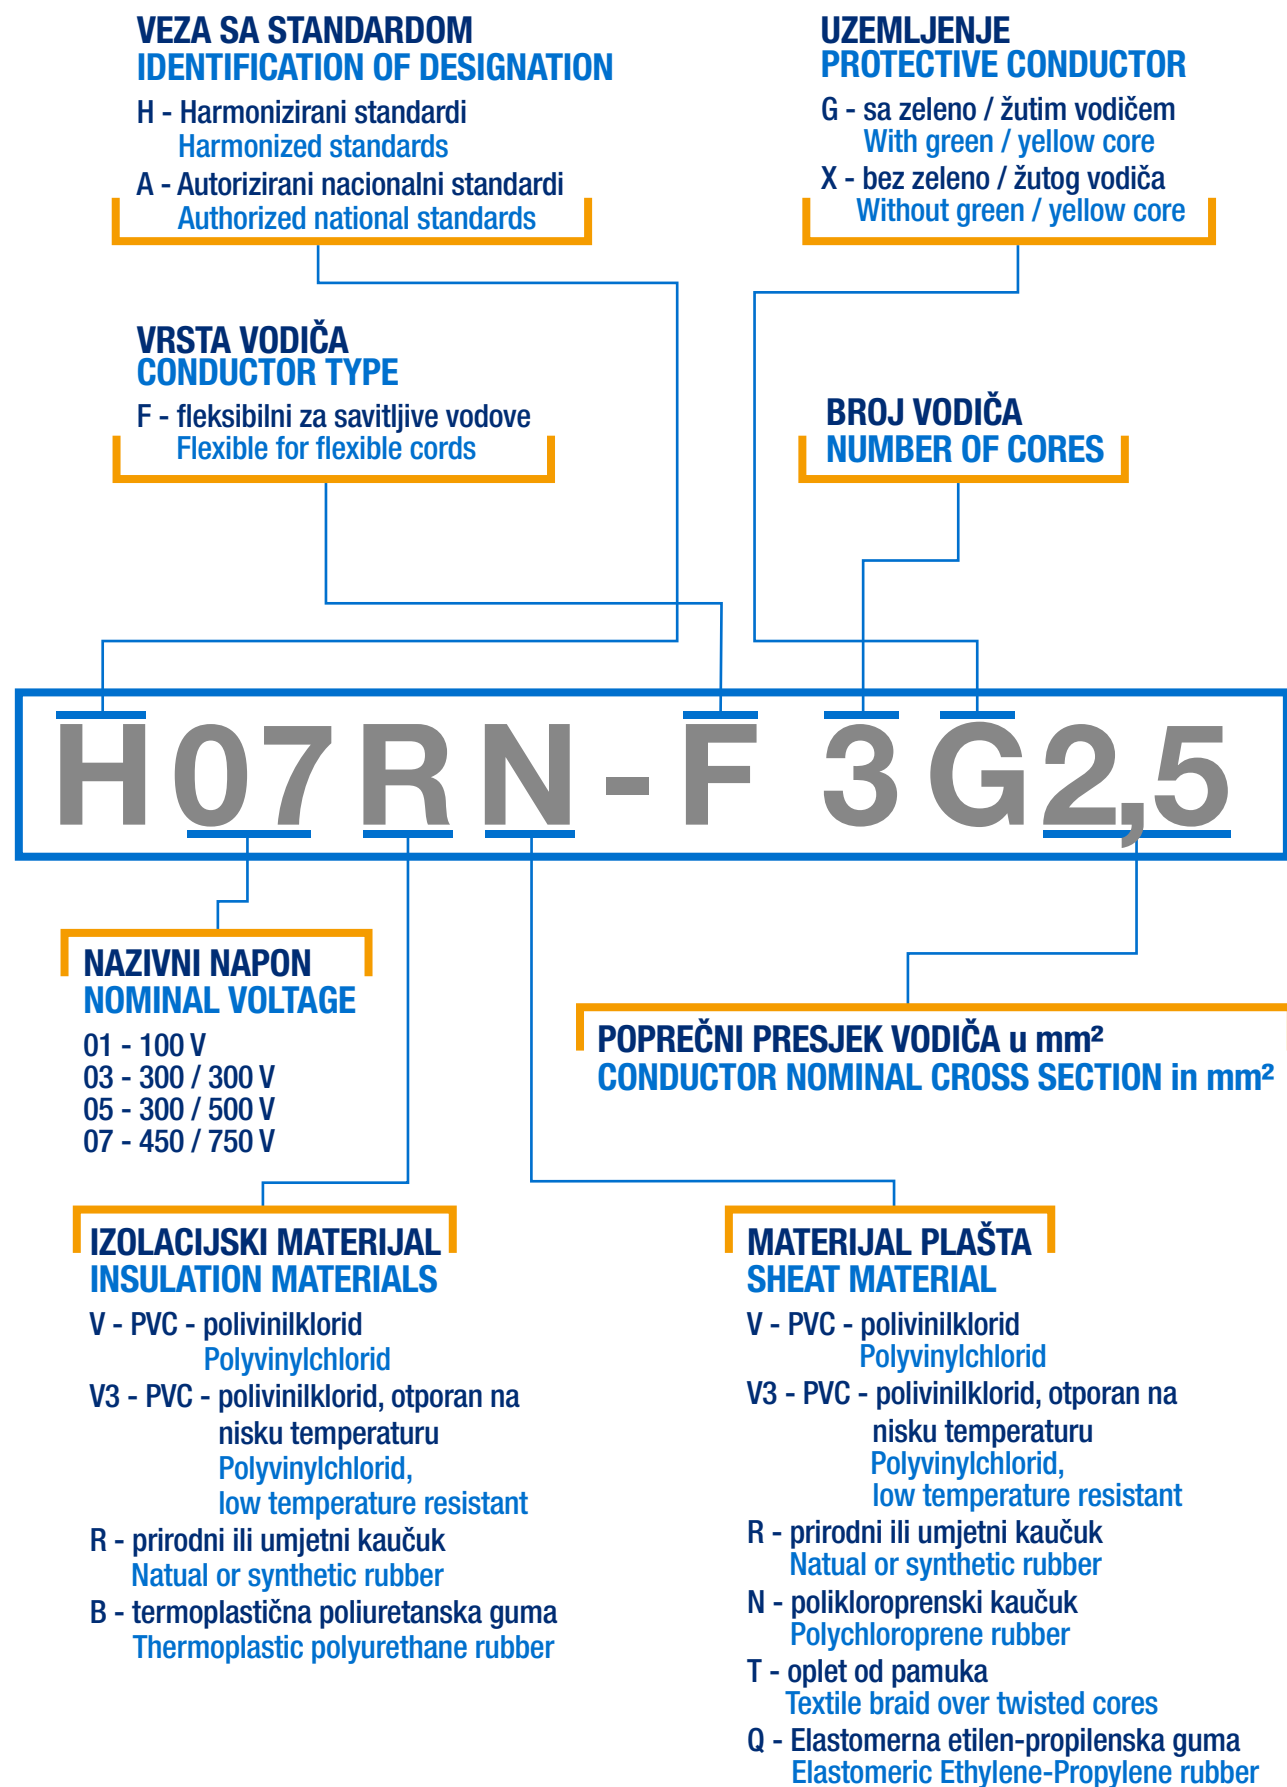 VEZA SA STANDARDOM
IDENTIFICATION OF DESIGNATION
H - Harmonizirani standardi
Harmonized standards
A - Autorizirani nacionalni standardi
Authorized national standards
UZEMLJENJE
PROTECTIVE CONDUCTOR
G - sa zeleno / žutim vodičem
With green / yellow core
X - bez zeleno / žutog vodiča
Without green / yellow core
VRSTA VODIČA
CONDUCTOR TYPE
F - fleksibilni za savitljive vodove
Flexible for flexible cords
BROJ VODIČA
NUMBER OF CORES
H07RN-F 3G2,5
NAZIVNI NAPON
NOMINAL VOLTAGE
01 - 100 V
03 - 300 / 300 V
05 - 300 / 500 V
07 - 450 / 750 V
POPREČNI PRESJEK VODIČA u mm²
CONDUCTOR NOMINAL CROSS SECTION in mm²
IZOLACIJSKI MATERIJAL
INSULATION MATERIALS
V - PVC - polivinilklorid
Polyvinylchlorid
V3 - PVC - polivinilklorid, otporan na
nisku temperaturu
Polyvinylchlorid,
low temperature resistant
R - prirodni ili umjetni kaučuk
Natual or synthetic rubber
B - termoplastična poliuretanska guma
Thermoplastic polyurethane rubber
MATERIJAL PLAŠTA
SHEAT MATERIAL
V - PVC - polivinilklorid
Polyvinylchlorid
V3 - PVC - polivinilklorid, otporan na
nisku temperaturu
Polyvinylchlorid,
low temperature resistant
R - prirodni ili umjetni kaučuk
Natual or synthetic rubber
N - polikloroprenski kaučuk
Polychloroprene rubber
T - oplet od pamuka
Textile braid over twisted cores
Q - Elastomerna etilen-propilenska guma
Elastomeric Ethylene-Propylene rubber